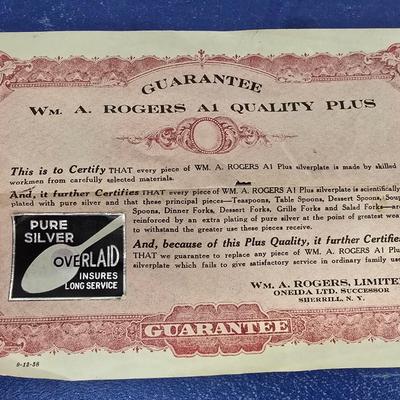 GUARANTEE
WM. A. ROGERS A1 QUALITY PLUS
This is to Certify THAT every piece of WM. A. ROGERS A1 Plus silverplate is made by skilled
workmen from carefully selected materials.
And, it further Certifies THAT every piece of WM. A. ROGERS A1 Plus silverplate is scientifically
plated with pure silver and that these principal pieces—Teaspoons, Table Spoons, Dessert Spoons, Soup
Spoons, Dinner Forks, Dessert Forks, Grille Forks and Salad Forks—are
reinforced by an extra plating of pure silver at the point of greatest wear
to withstand the greater use these pieces receive.
And, because of this Plus Quality, it further Certifies
THAT we guarantee to replace any piece of WM. A. ROGERS A1 Plus
silverplate which fails to give satisfactory service in ordinary family use.
PURE
SILVER
OVERLAID
INSURES
LONG SERVICE
WM. A. ROGERS, LIMITED
ONEIDA LTD. SUCCESSOR
SHERRILL, N. Y.
GUARANTEE
9-12-38